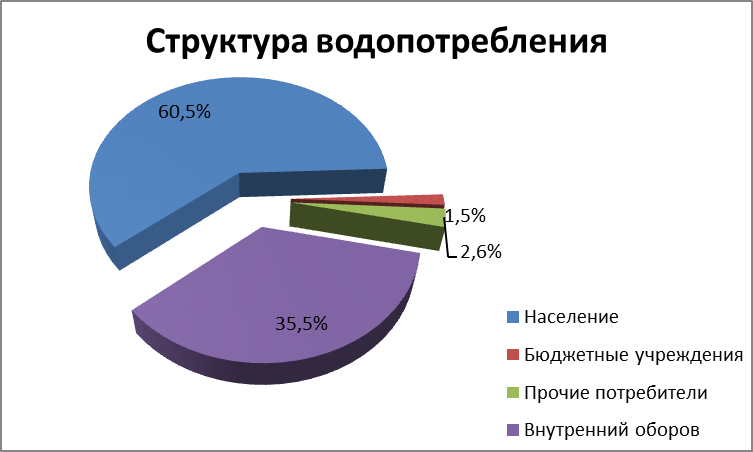 Структура водопотребления
60,5%
1,5%
2,6%
35,5%
Население
Бюджетные учреждения
Прочие потребители
Внутренний оборов